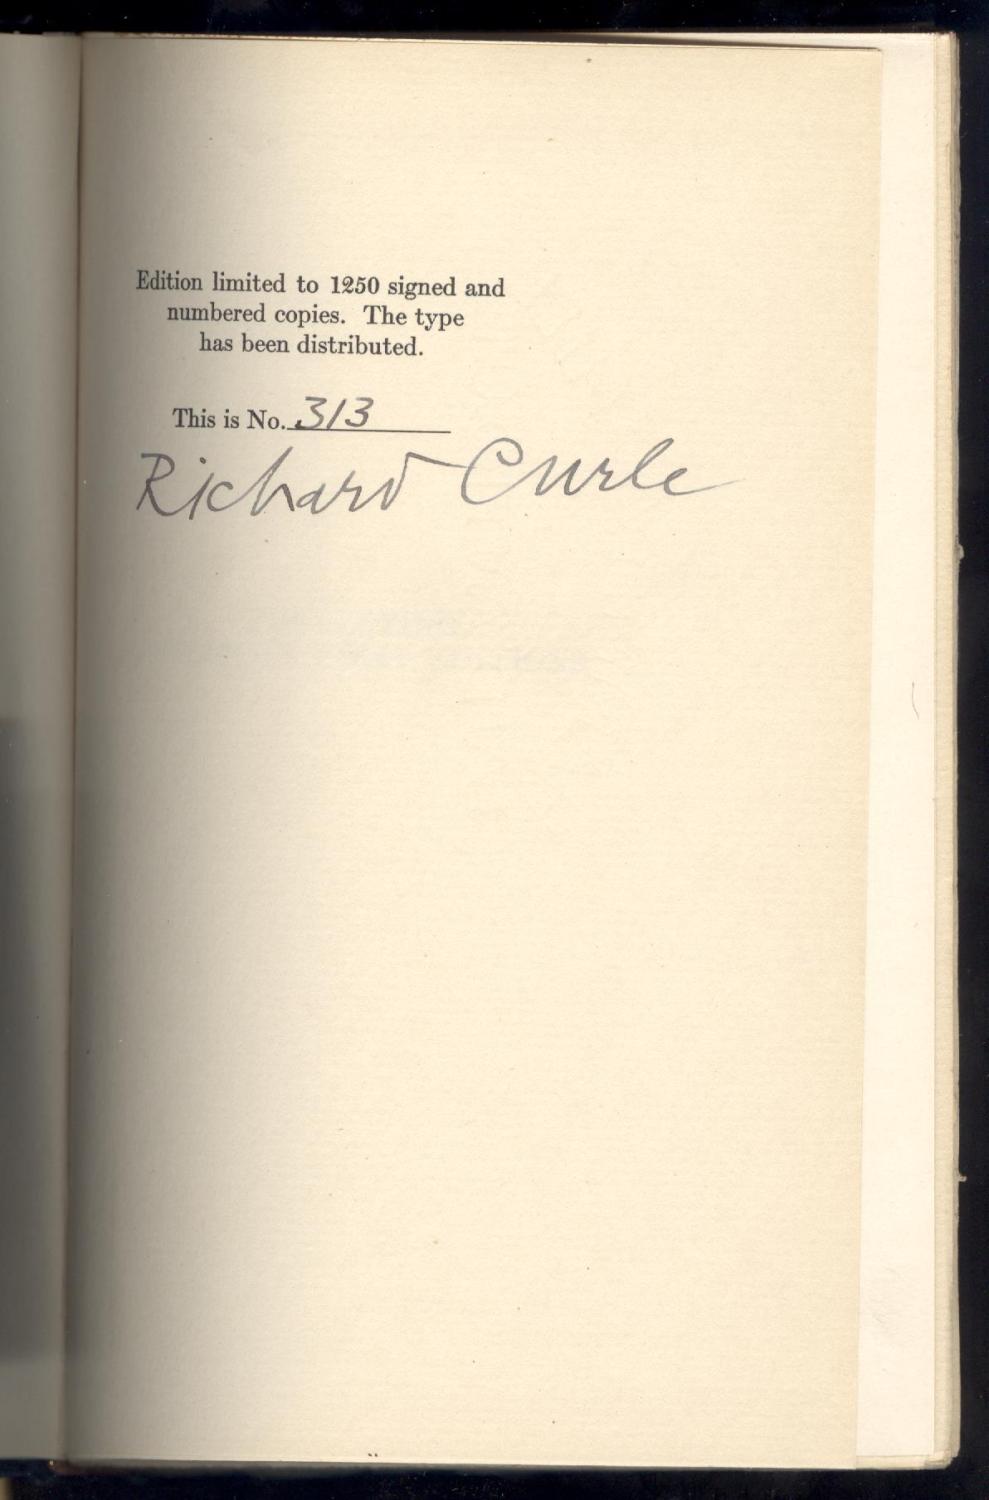 Edition limited to 1250 signed and
numbered copies. The type
has been distributed.
This is No. 313
Richard Curle